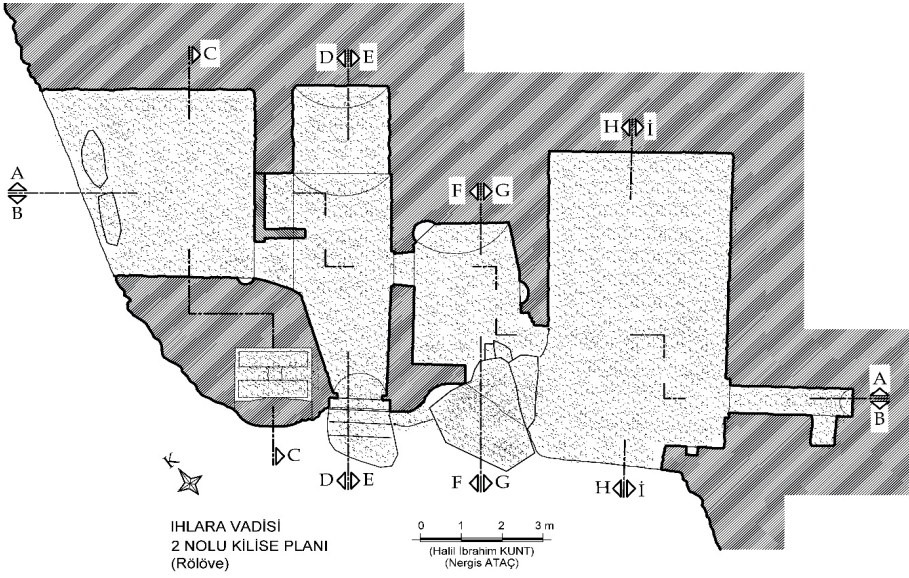 C
D E
H İ
A
B
F G
A
B
K
C
D E
F G
H İ
IHLARA VADİSİ
2 NOLU KİLİSE PLANI
(Rölöve)
0 1 2 3 m
(Halil İbrahim KUNT)
(Nergis ATAÇ)